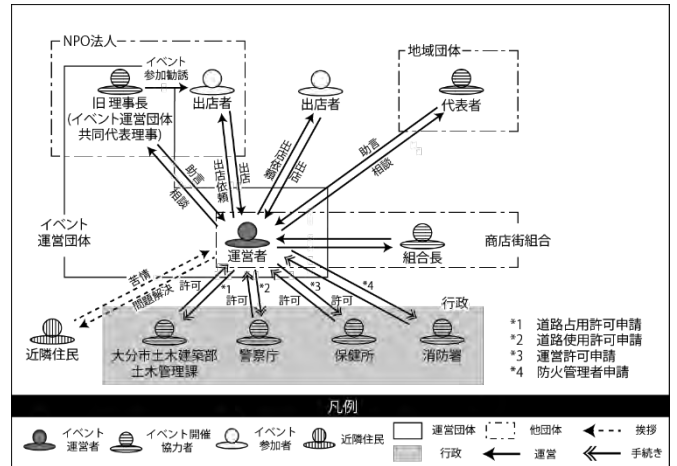 NPO法人
イベント
参加勧誘
旧理事長
(イベント運営団体
共同代表理事)
出店者
出店者
地域団体
代表者
助言
相談
出店依頼
出店
出店依頼
出店
助言
相談
イベント
運営団体
運営者
組合長
商店街組合
苦情
問題解決
近隣住民
許可
*1
*2
許可
許可
*3
許可
*4
行政
大分市土木建築部
土木管理課
警察庁
保健所
消防署
*1 道路占用許可申請
*2 道路使用許可申請
*3 運営許可申請
*4 防火管理者申請
凡例
イベント
運営者
イベント開催
協力者
イベント
参加者
近隣住民
運営団体
他団体
挨拶
行政
運営
手続き